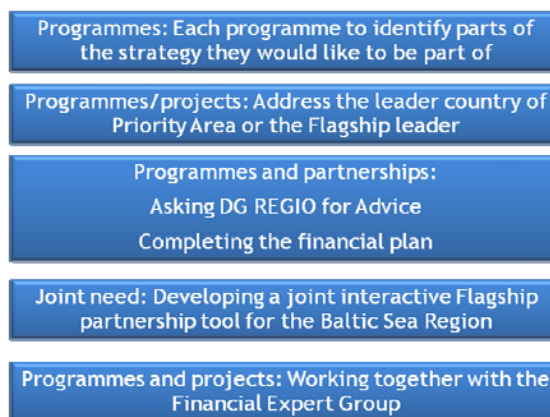 Programmes: Each programme to identify parts of
the strategy they would like to be part of
Programmes/projects: Address the leader country of
Priority Area or the Flagship leader
Programmes and partnerships:
Asking DG REGIO for Advice
Completing the financial plan
Joint need: Developing a joint interactive Flagship
partnership tool for the Baltic Sea Region
Programmes and projects: Working together with the
Financial Expert Group